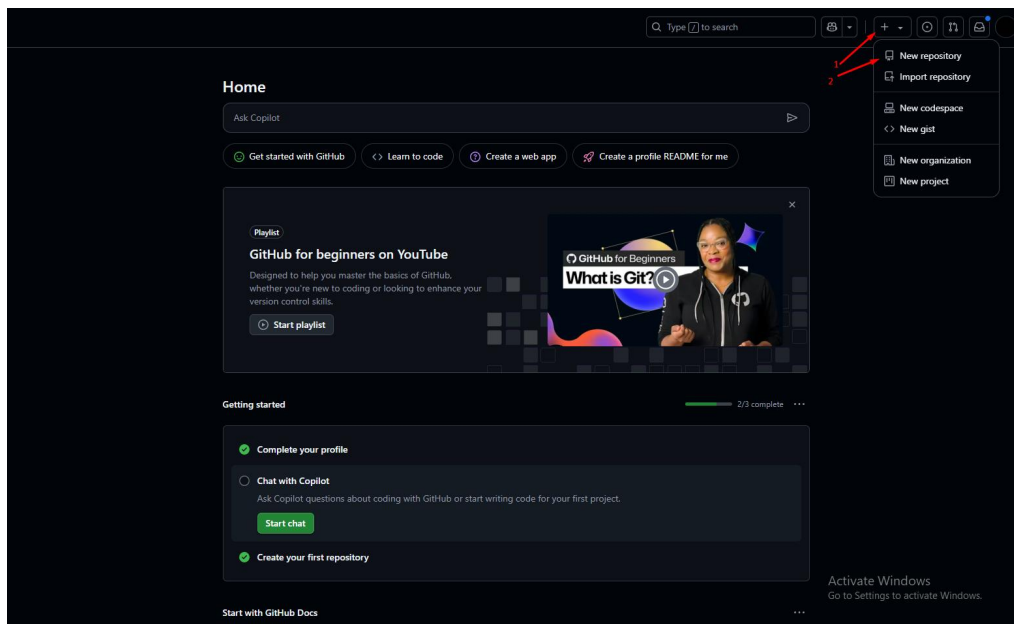 Type / to search
1
2
New repository
Import repository
New codespace
New gist
New organization
New project
Home
Ask Copilot
Get started with GitHub
Learn to code
Create a web app
Create a profile README for me
Playlist
GitHub for beginners on YouTube
Designed to help you master the basics of GitHub,
whether you're new to coding or looking to enhance your
version control skills.
Start playlist
GitHub for Beginners
What is Git?
Getting started
2/3 complete
Complete your profile
Chat with Copilot
Ask Copilot questions about coding with GitHub or start writing code for your first project.
Start chat
Create your first repository
Activate Windows
Go to Settings to activate Windows.
Start with GitHub Docs